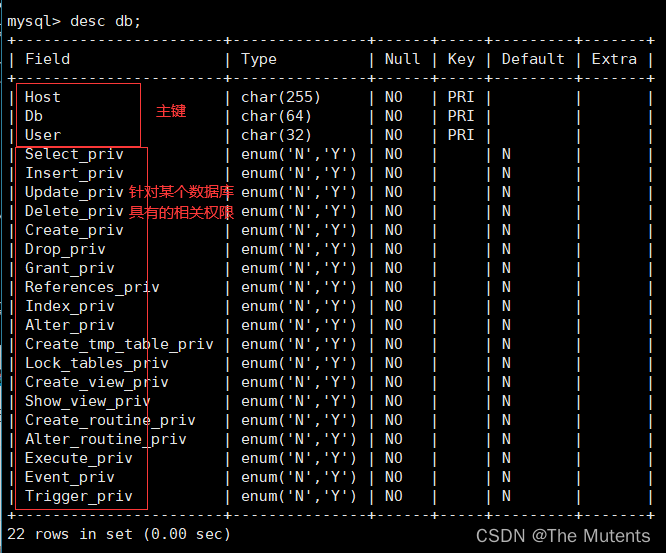 mysql> desc db;
+-----------------------+---------------+------+-----+---------+-------+
| Field                 | Type          | Null | Key | Default | Extra |
+-----------------------+---------------+------+-----+---------+-------+
| Host                  | char(255)     | NO   | PRI |         |       |
主键
| Db                    | char(64)      | NO   | PRI |         |       |
| User                  | char(32)      | NO   | PRI |         |       |
| Select_priv           | enum('N','Y') | NO   |     | N       |       |
| Insert_priv           | enum('N','Y') | NO   |     | N       |       |
| Update_priv           | enum('N','Y') | NO   |     | N       |       |
针对某个数据库
| Delete_priv           | enum('N','Y') | NO   |     | N       |       |
具有的相关权限
| Create_priv           | enum('N','Y') | NO   |     | N       |       |
| Drop_priv             | enum('N','Y') | NO   |     | N       |       |
| Grant_priv            | enum('N','Y') | NO   |     | N       |       |
| References_priv       | enum('N','Y') | NO   |     | N       |       |
| Index_priv            | enum('N','Y') | NO   |     | N       |       |
| Alter_priv            | enum('N','Y') | NO   |     | N       |       |
| Create_tmp_table_priv | enum('N','Y') | NO   |     | N       |       |
| Lock_tables_priv      | enum('N','Y') | NO   |     | N       |       |
| Create_view_priv      | enum('N','Y') | NO   |     | N       |       |
| Show_view_priv        | enum('N','Y') | NO   |     | N       |       |
| Create_routine_priv   | enum('N','Y') | NO   |     | N       |       |
| Alter_routine_priv    | enum('N','Y') | NO   |     | N       |       |
| Execute_priv          | enum('N','Y') | NO   |     | N       |       |
| Event_priv            | enum('N','Y') | NO   |     | N       |       |
| Trigger_priv          | enum('N','Y') | NO   |     | N       |       |
+-----------------------+---------------+------+-----+---------+-------+
22 rows in set (0.00 sec)
CSDN @The Mutents